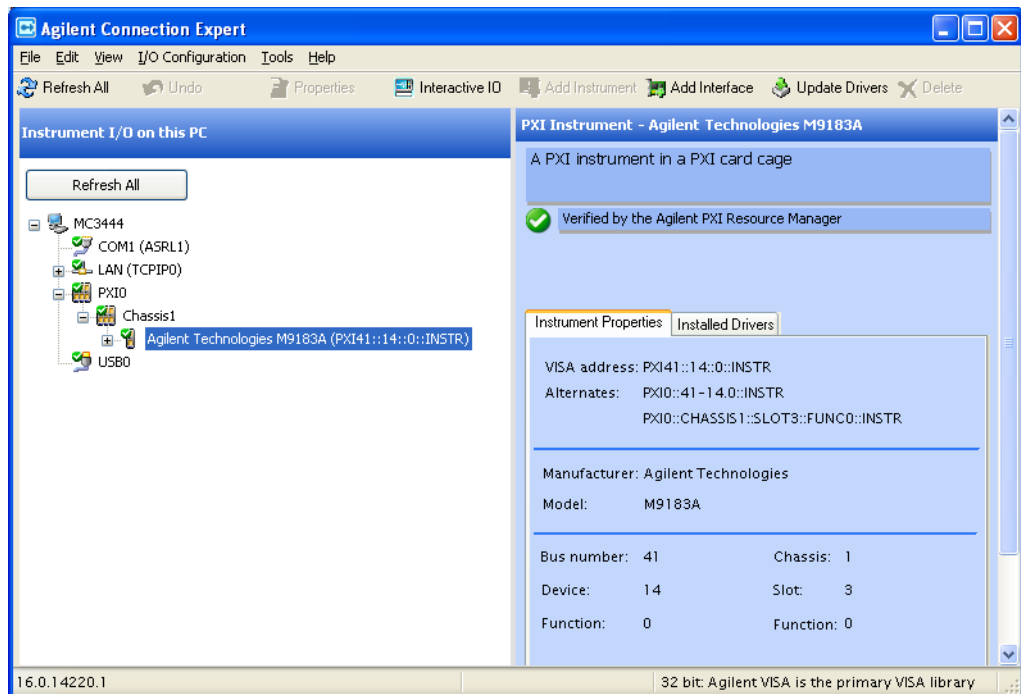 Agilent Connection Expert
File Edit View I/O Configuration Tools Help
Refresh All Undo Properties Interactive IO Add Instrument Add Interface Update Drivers Delete
Instrument I/O on this PC
Refresh All
MC3444
COM1 (ASRL1)
LAN (TCPIP0)
PXI0
Chassis1
Agilent Technologies M9183A (PXI41::14::0::INSTR)
USB0
PXI Instrument - Agilent Technologies M9183A
A PXI instrument in a PXI card cage
Verified by the Agilent PXI Resource Manager
Instrument Properties Installed Drivers
VISA address: PXI41::14::0::INSTR
Alternates: PXI0::41-14.0::INSTR
PXI0::CHASSIS1::SLOT3::FUNC0::INSTR
Manufacturer: Agilent Technologies
Model: M9183A
Bus number: 41 Chassis: 1
Device: 14 Slot: 3
Function: 0 Function: 0
16.0.14220.1 32 bit: Agilent VISA is the primary VISA library